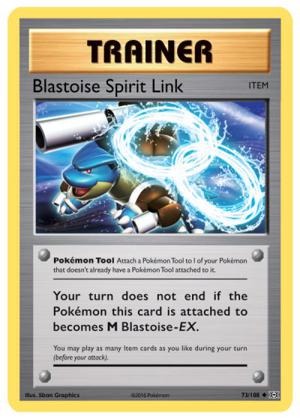 TRAINER
Blastoise Spirit Link ITEM
Pokémon Tool Attach a Pokémon Tool to 1 of your Pokémon
that doesn't already have a Pokémon Tool attached to it.
Your turn does not end if the
Pokémon this card is attached to
becomes M Blastoise-EX.
You may play as many Item cards as you like during your turn
(before your attack).
Illus. 5ban Graphics ©2016 Pokémon 73/108